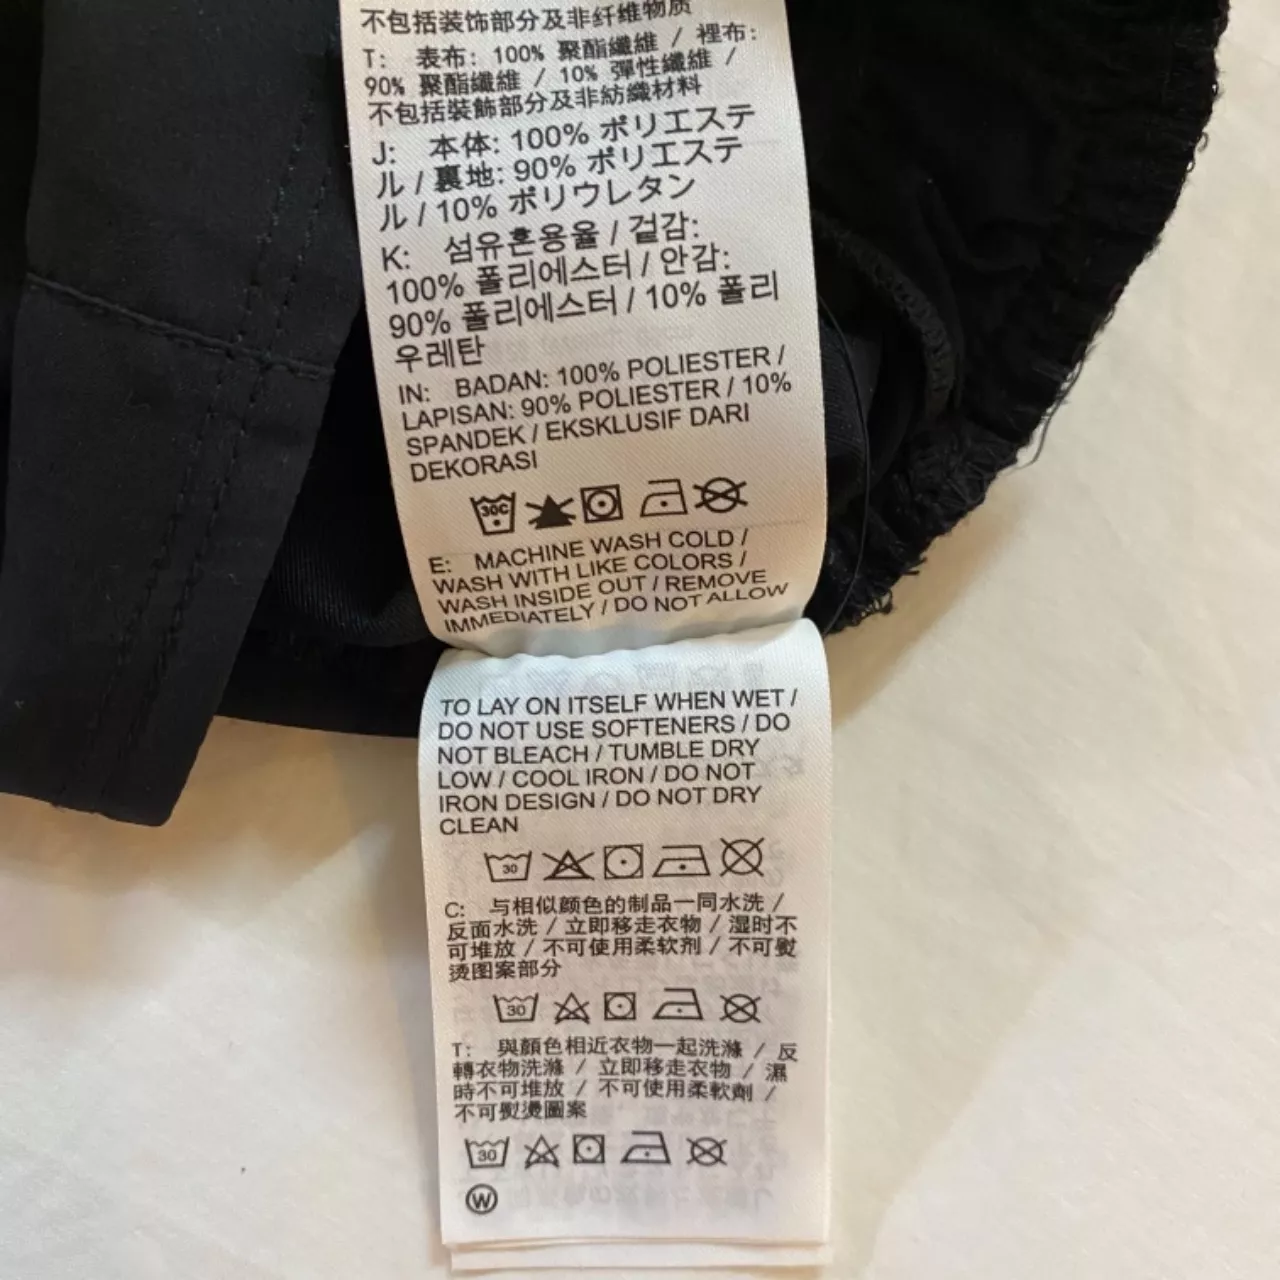 不包括装饰部分及非纤维物质
T: 表布: 100% 聚酯纖維 / 裡布:
90% 聚酯纖維 / 10% 彈性纖維 /
不包括裝飾部分及非紡織材料
J: 本体: 100% ポリエステ
ル / 裏地: 90% ポリエステ
ル / 10% ポリウレタン
K: 섬유혼용율 / 겉감:
100% 폴리에스터 / 안감:
90% 폴리에스터 / 10% 폴리
우레탄
IN: BADAN: 100% POLIESTER /
LAPISAN: 90% POLIESTER / 10%
SPANDEK / EKSKLUSIF DARI
DEKORASI
30C
E: MACHINE WASH COLD /
WASH WITH LIKE COLORS /
WASH INSIDE OUT / REMOVE
IMMEDIATELY / DO NOT ALLOW
TO LAY ON ITSELF WHEN WET /
DO NOT USE SOFTENERS / DO
NOT BLEACH / TUMBLE DRY
LOW / COOL IRON / DO NOT
IRON DESIGN / DO NOT DRY
CLEAN
30
C: 与相似颜色的制品一同水洗 /
反面水洗 / 立即移走衣物 / 湿时不
可堆放 / 不可使用柔软剂 / 不可熨
烫图案部分
30
T: 與顏色相近衣物一起洗滌 / 反
轉衣物洗滌 / 立即移走衣物 / 濕
時不可堆放 / 不可使用柔軟劑 /
不可熨燙圖案
30
W